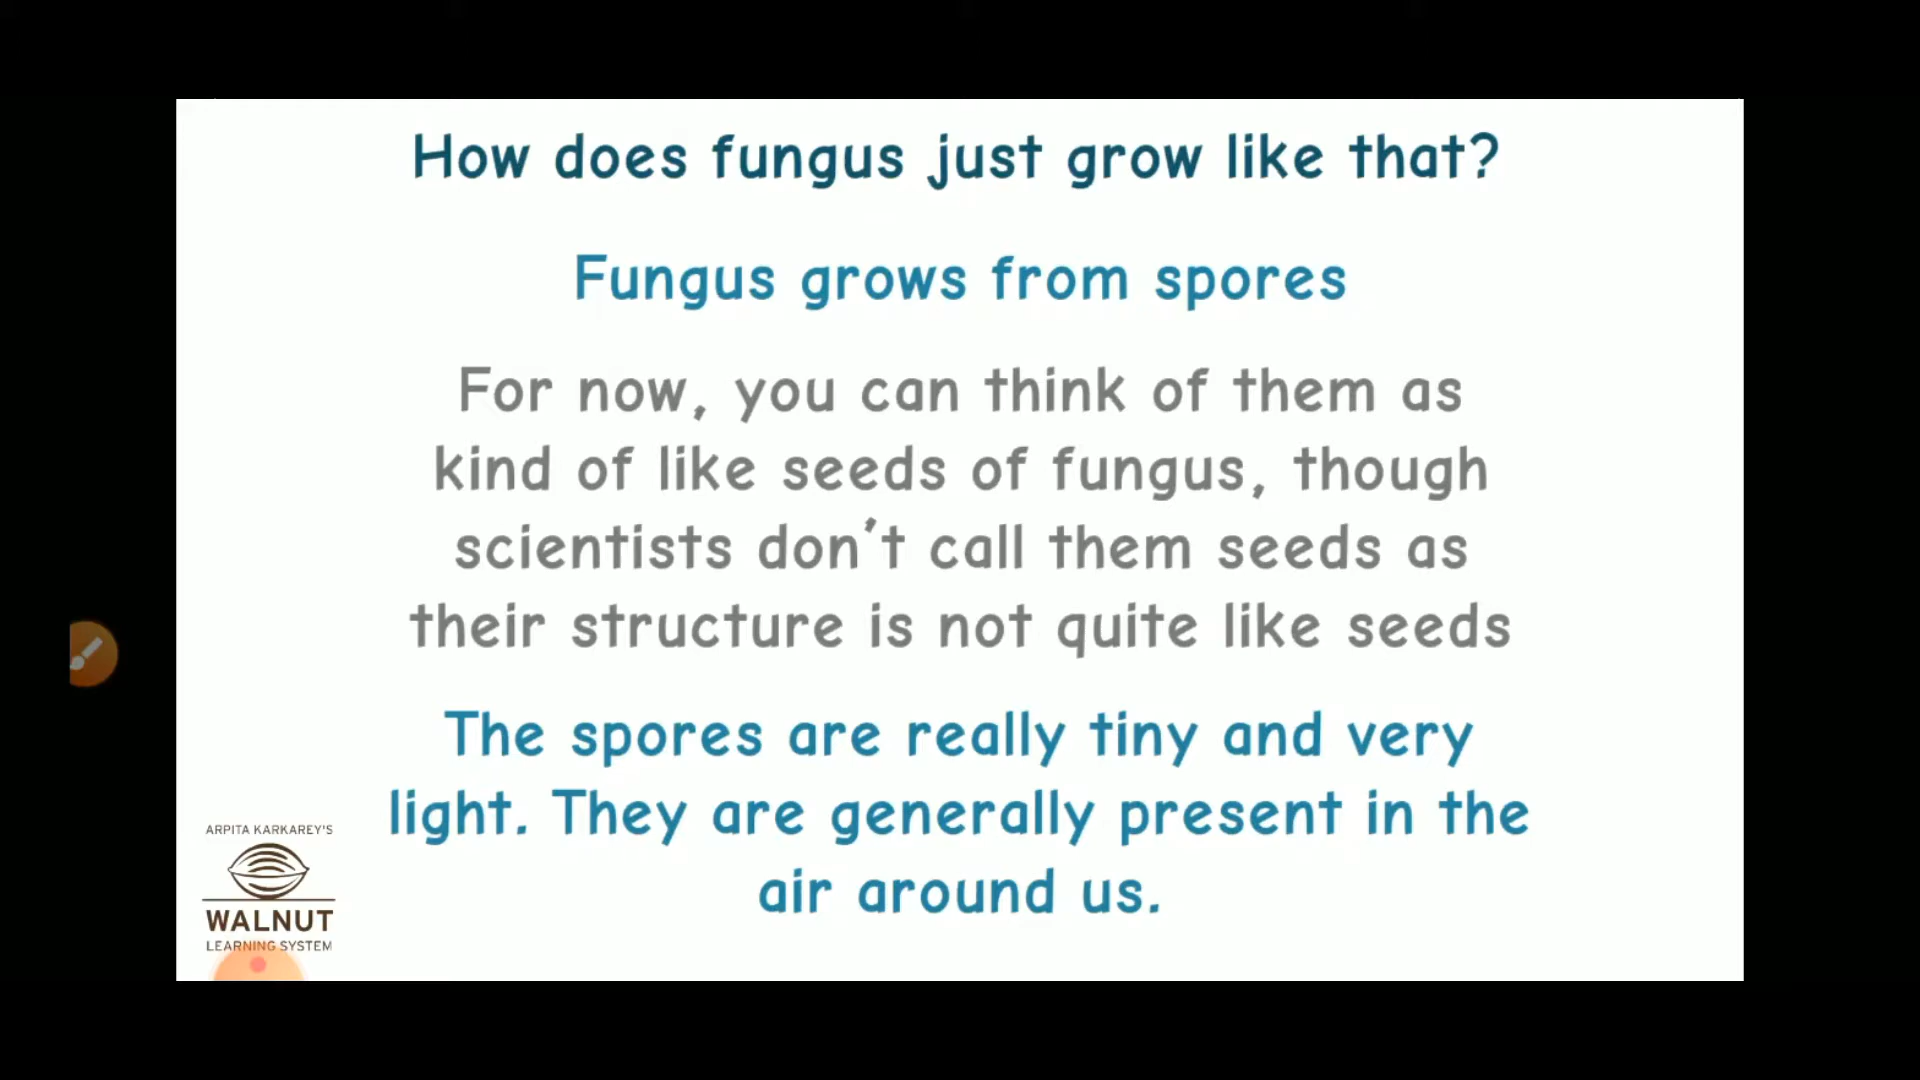 How does fungus just grow like that?
Fungus grows from spores
For now, you can think of them as
kind of like seeds of fungus, though
scientists don't call them seeds as
their structure is not quite like seeds
The spores are really tiny and very
light. They are generally present in the
air around us.
ARPITA KARKAREY'S
WALNUT
LEARNING SYSTEM